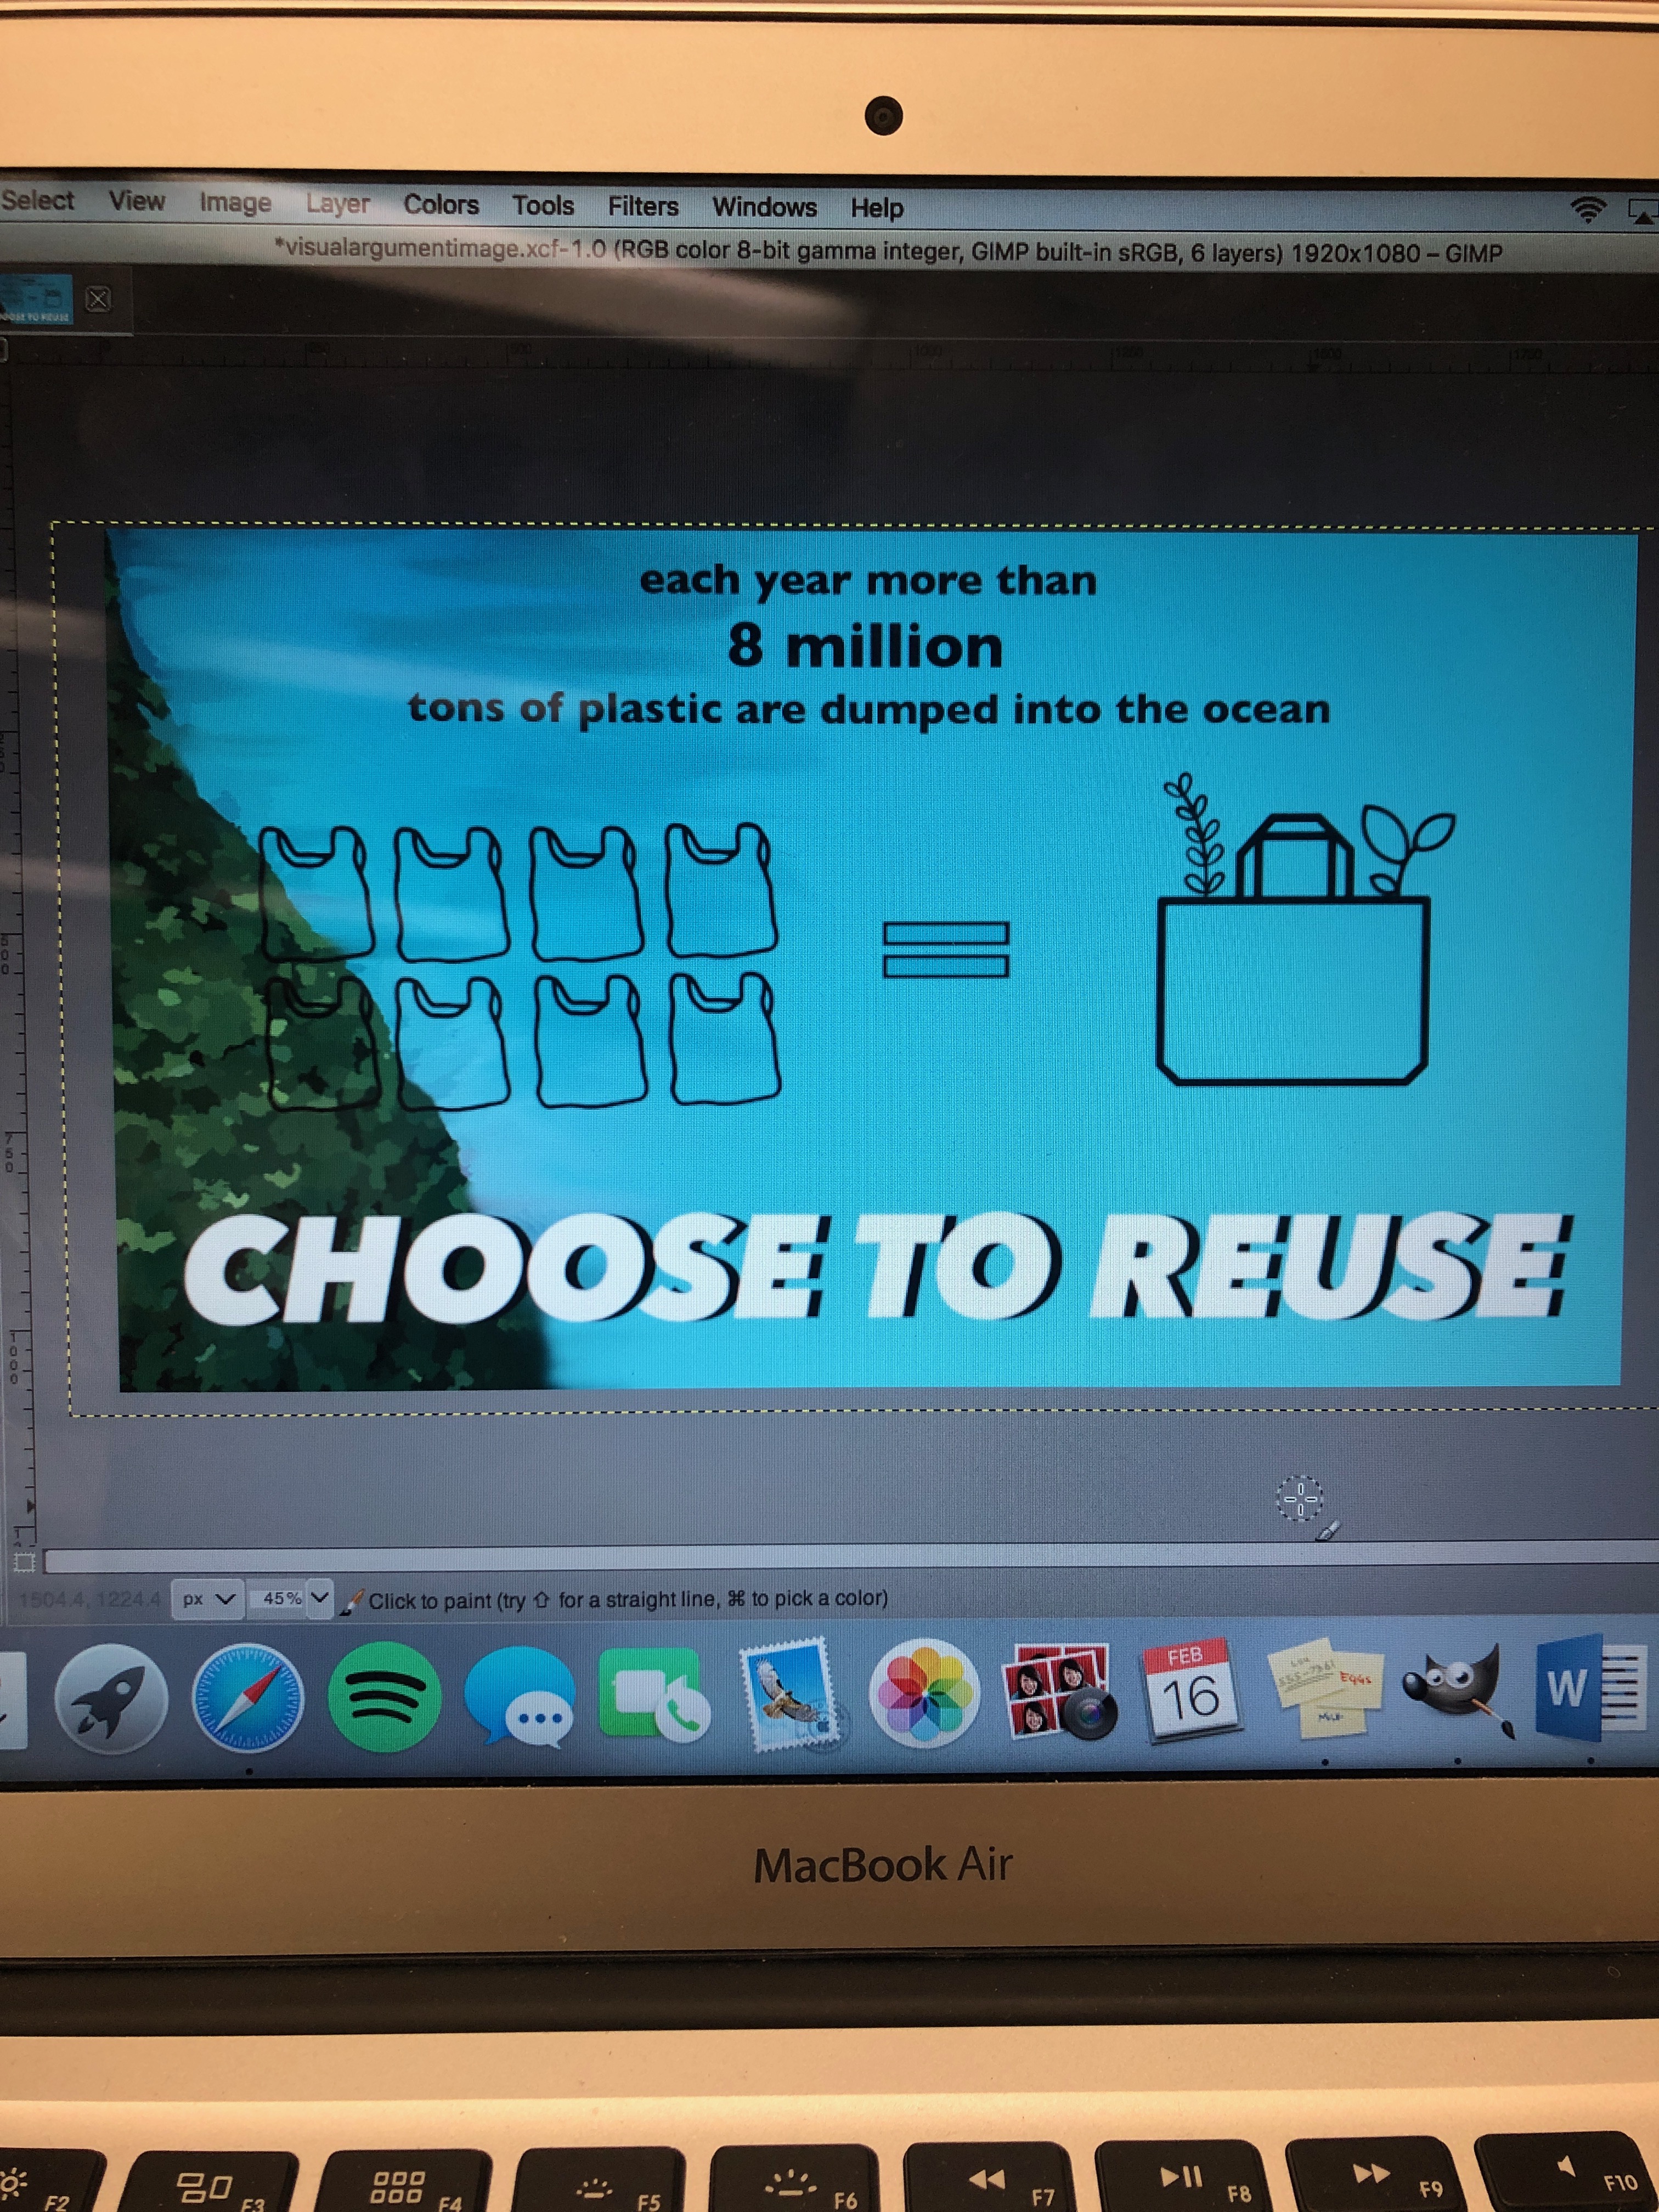 Select View Image Layer Colors Tools Filters Windows Help
*visualargumentimage.xcf-1.0 (RGB color 8-bit gamma integer, GIMP built-in sRGB, 6 layers) 1920x1080 – GIMP
each year more than
8 million
tons of plastic are dumped into the ocean
CHOOSE TO REUSE
1504.4, 1224.4 px 45% Click to paint (try ⇧ for a straight line, ⌘ to pick a color)
FEB
16
EGGS
MILK
W
MacBook Air
F2 F3 F4 F5 F6 F7 F8 F9 F10